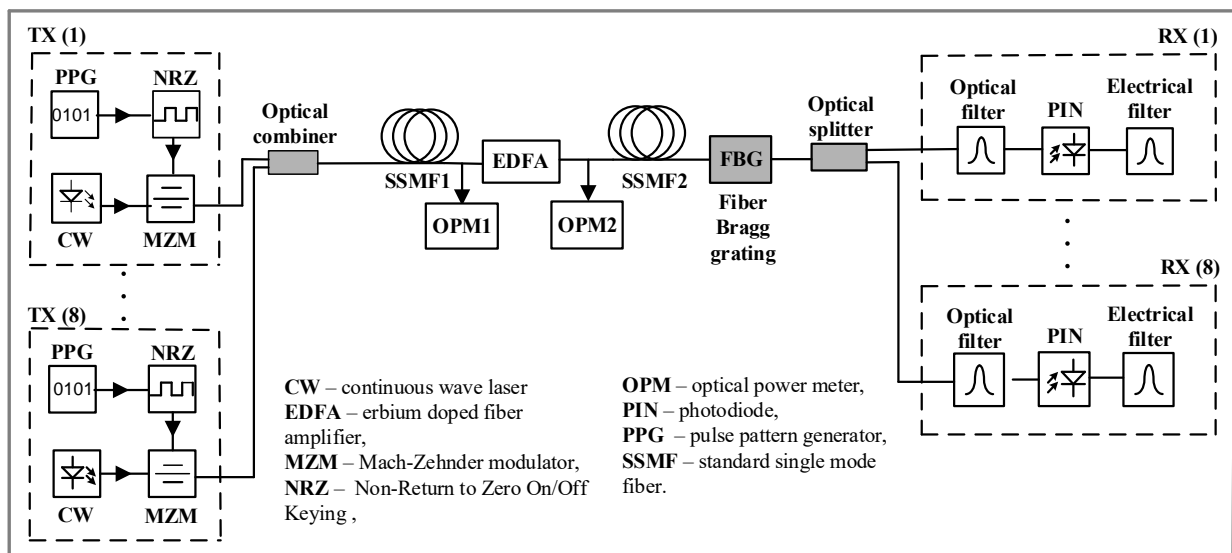 TX (1)
PPG
NRZ
0101
CW
MZM
TX (8)
PPG
NRZ
0101
CW
MZM
Optical
combiner
SSMF1
OPM1
EDFA
OPM2
SSMF2
FBG
Fiber
Bragg
grating
Optical
splitter
RX (1)
Optical
filter
PIN
Electrical
filter
RX (8)
Optical
filter
PIN
Electrical
filter
CW – continuous wave laser
EDFA – erbium doped fiber
amplifier,
MZM – Mach-Zehnder modulator,
NRZ – Non-Return to Zero On/Off
Keying ,
OPM – optical power meter,
PIN – photodiode,
PPG – pulse pattern generator,
SSMF – standard single mode
fiber.